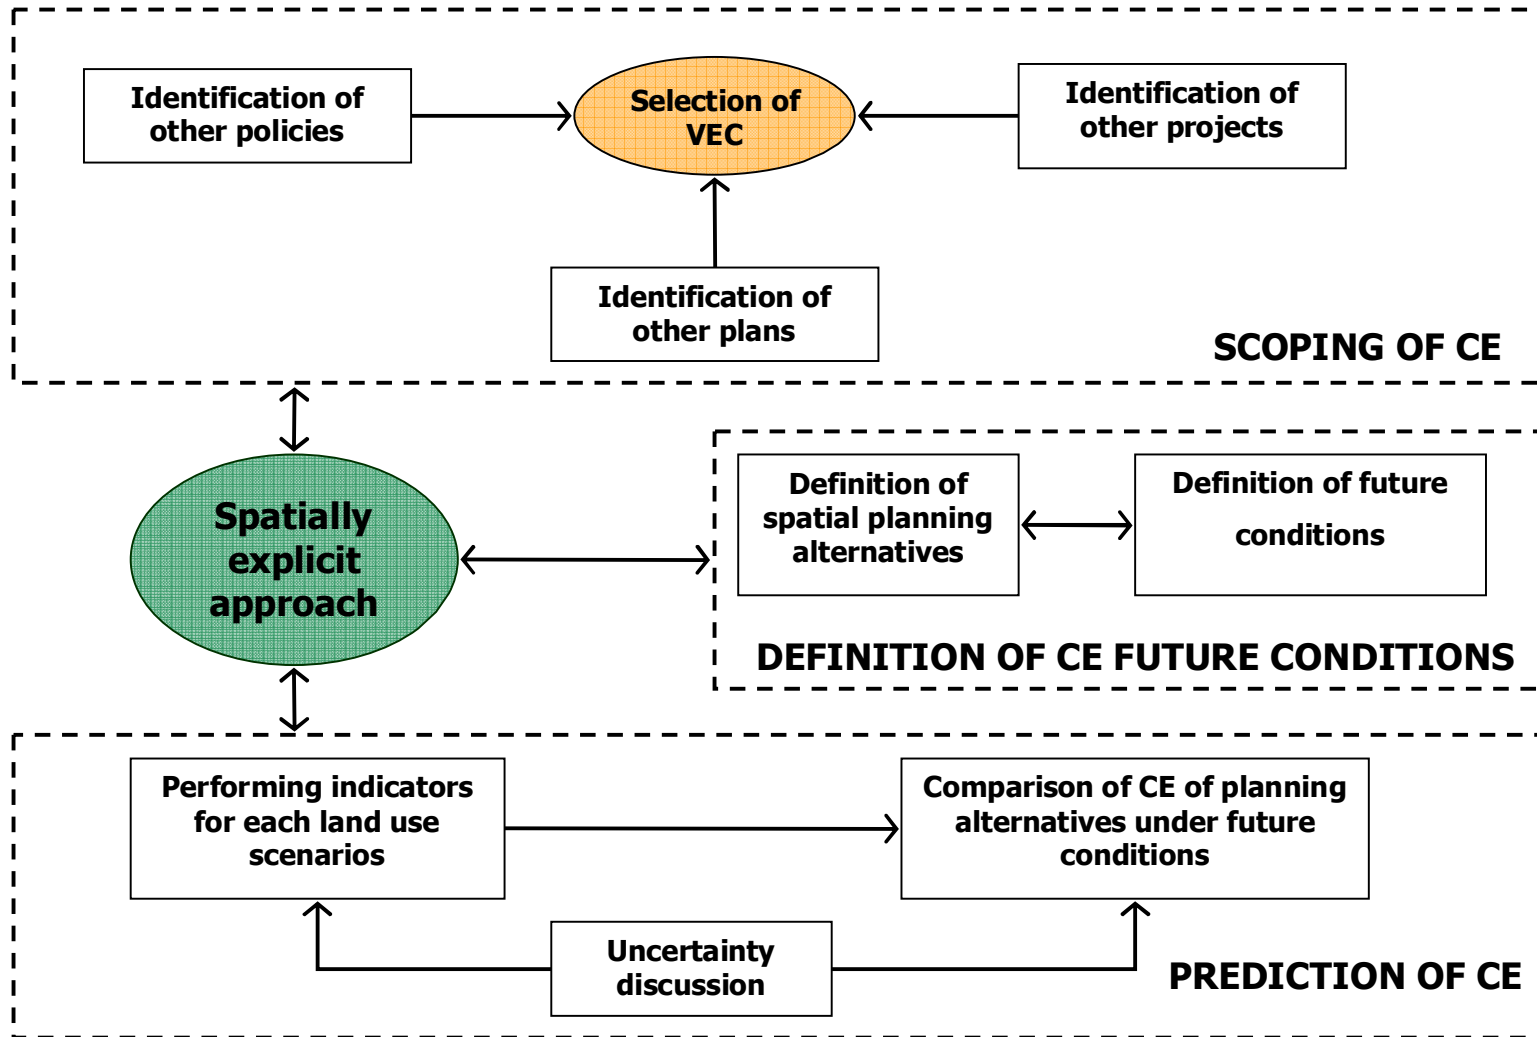 Identification of
other policies
Selection of
VEC
Identification of
other projects
Identification of
other plans
SCOPING OF CE
Spatially
explicit
approach
Definition of
spatial planning
alternatives
Definition of future
conditions
DEFINITION OF CE FUTURE CONDITIONS
Performing indicators
for each land use
scenarios
Comparison of CE of planning
alternatives under future
conditions
Uncertainty
discussion
PREDICTION OF CE